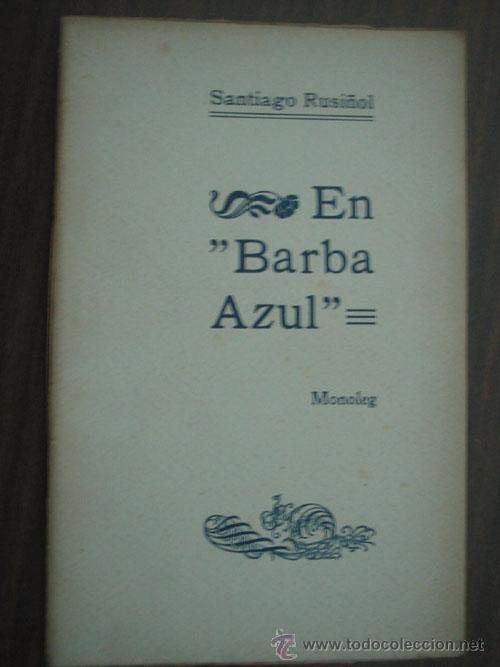 Santiago Rusiñol
En
"Barba
Azul"
Monoleg
www.todocoleccion.net